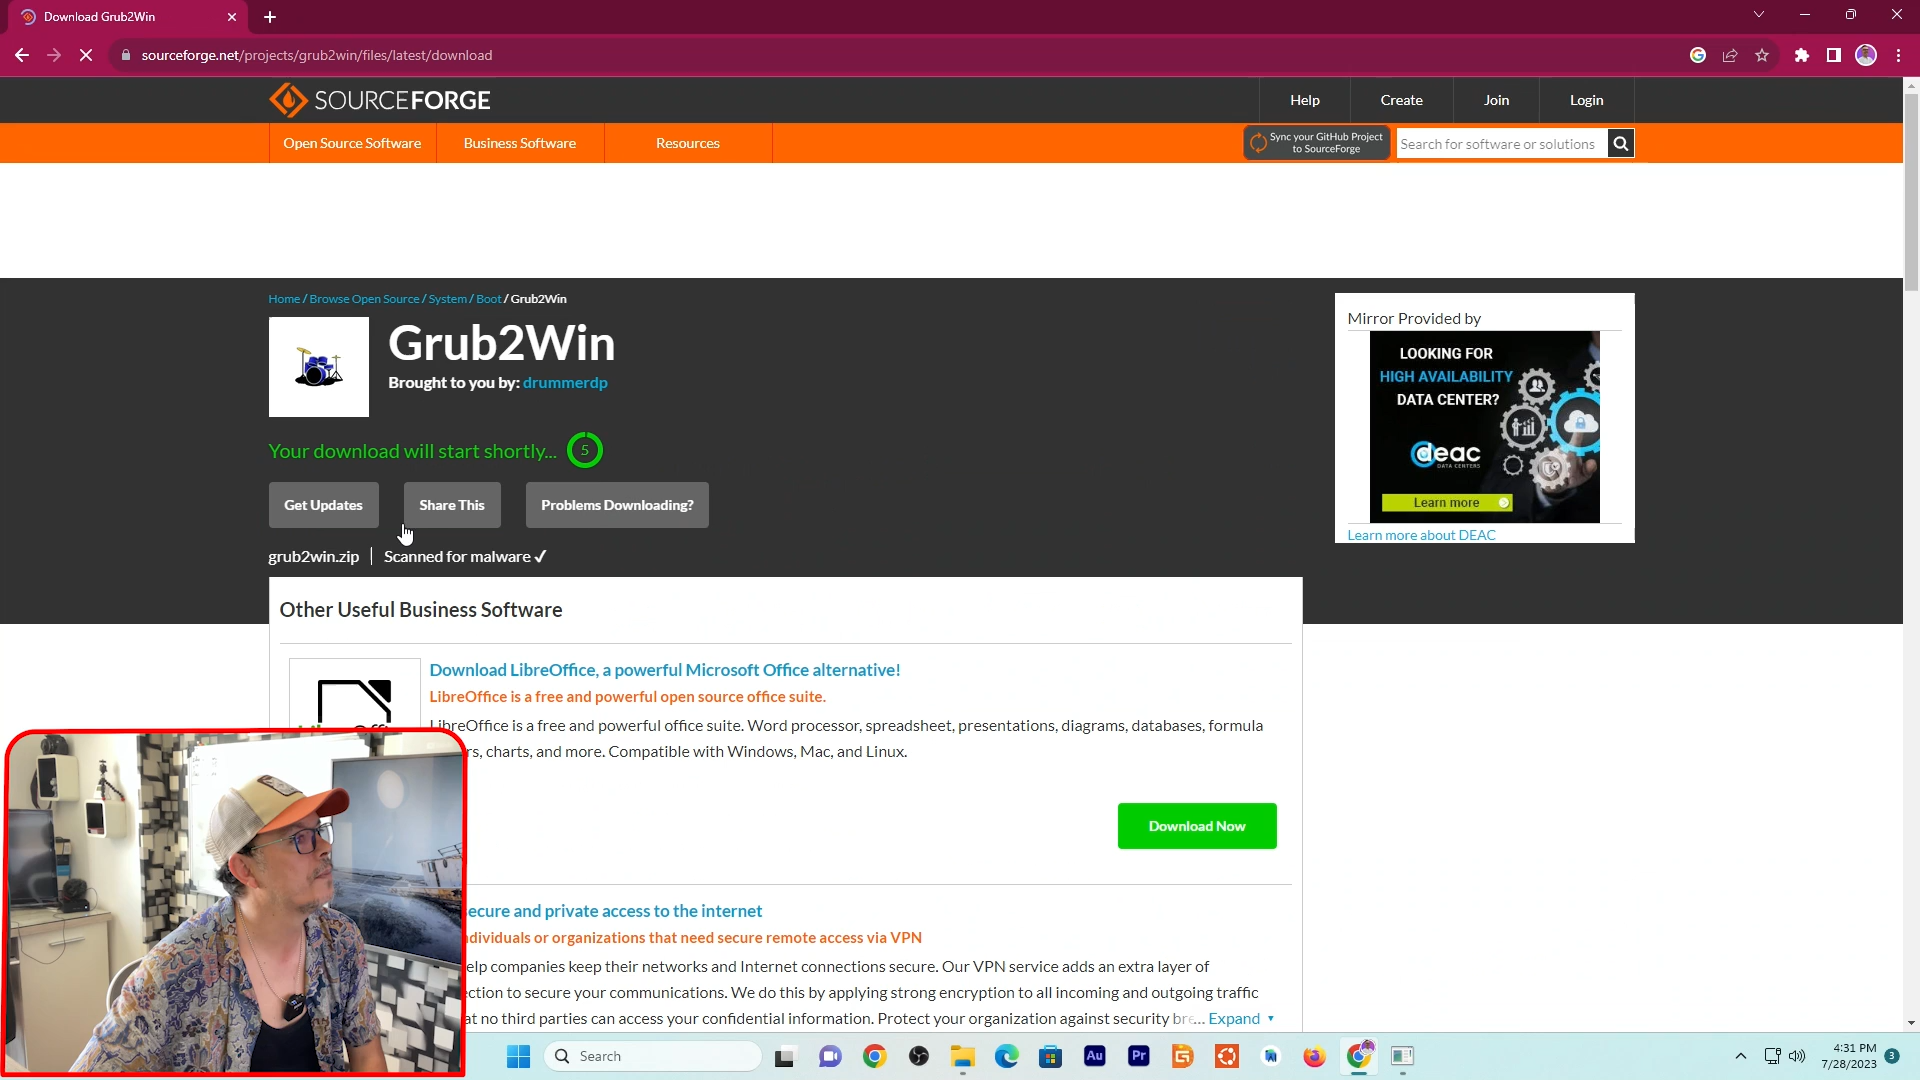 Download Grub2Win
sourceforge.net/projects/grub2win/files/latest/download
SOURCEFORGE
Help
Create
Join
Login
Open Source Software
Business Software
Resources
Sync your GitHub Project
to SourceForge
Search for software or solutions
Home / Browse Open Source / System / Boot / Grub2Win
Grub2Win
Brought to you by: drummerdp
Your download will start shortly...
5
Get Updates
Share This
Problems Downloading?
grub2win.zip
Scanned for malware ✓
Mirror Provided by
LOOKING FOR
HIGH AVAILABILITY
DATA CENTER?
deac
DATA CENTERS
Learn more
Learn more about DEAC
Other Useful Business Software
Download LibreOffice, a powerful Microsoft Office alternative!
LibreOffice is a free and powerful open source office suite.
LibreOffice is a free and powerful office suite. Word processor, spreadsheet, presentations, diagrams, databases, formula
charts, and more. Compatible with Windows, Mac, and Linux.
Download Now
secure and private access to the internet
individuals or organizations that need secure remote access via VPN
help companies keep their networks and Internet connections secure. Our VPN service adds an extra layer of
to secure your communications. We do this by applying strong encryption to all incoming and outgoing traffic
no third parties can access your confidential information. Protect your organization against security bre... Expand
Search
Au
Pr
4:31 PM
7/28/2023
3